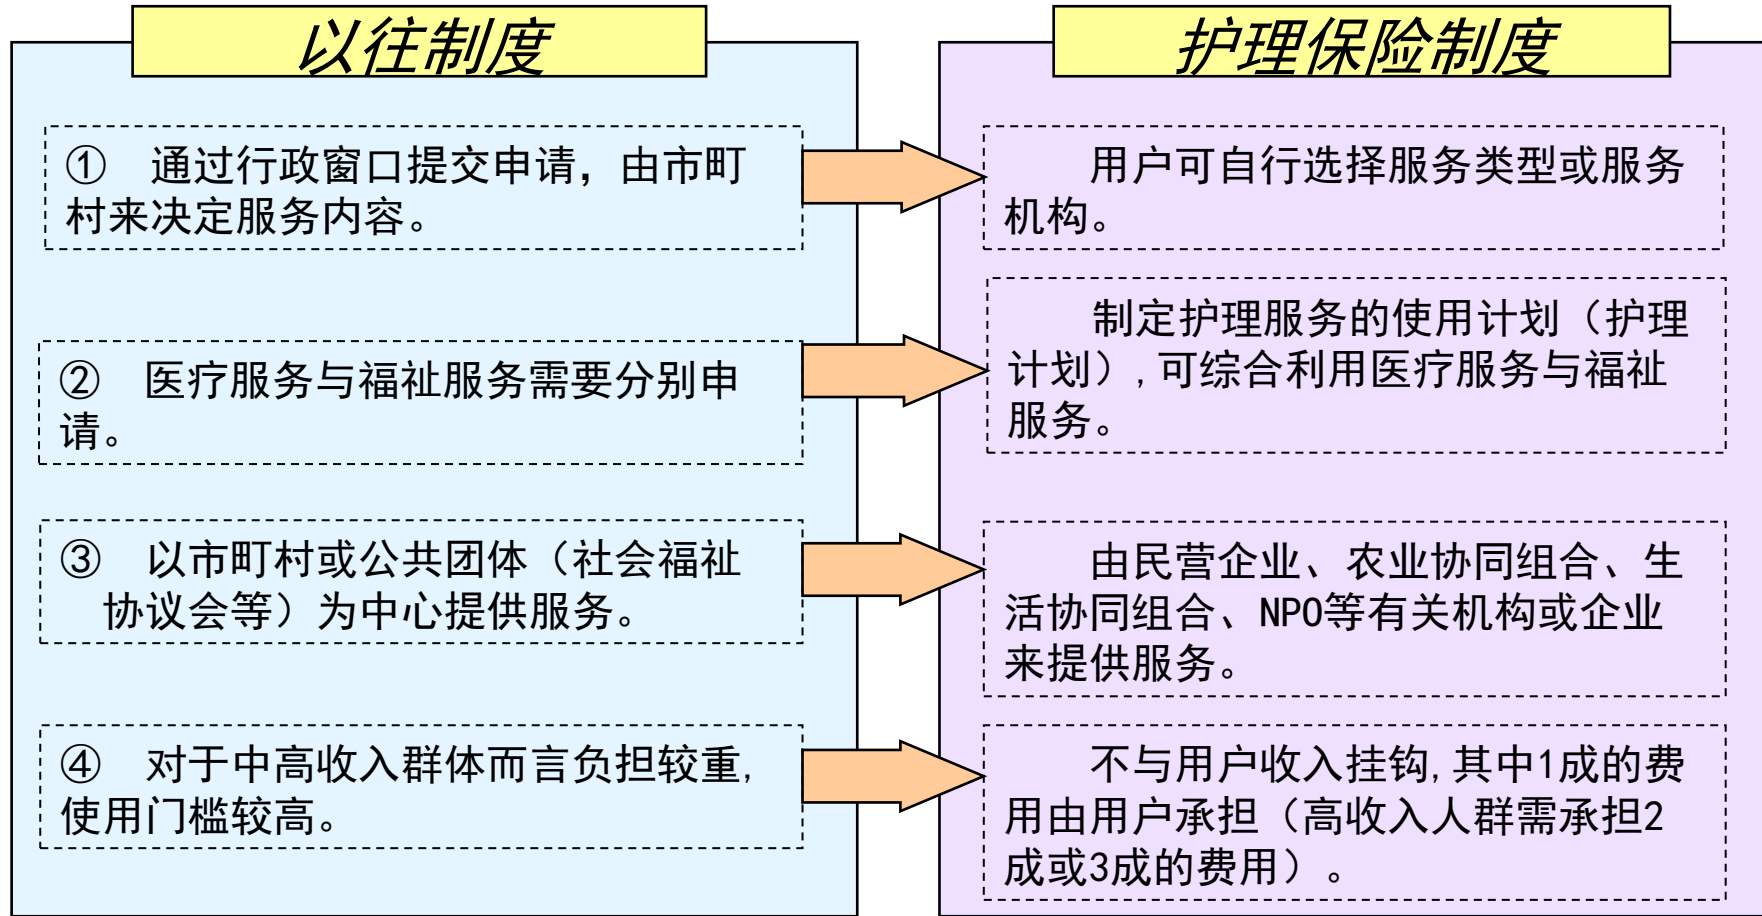 以往制度
① 通过行政窗口提交申请，由市町
村来决定服务内容。
② 医疗服务与福祉服务需要分别申
请。
③ 以市町村或公共团体（社会福祉
协议会等）为中心提供服务。
④ 对于中高收入群体而言负担较重,
使用门槛较高。
护理保险制度
用户可自行选择服务类型或服务
机构。
制定护理服务的使用计划（护理
计划）,可综合利用医疗服务与福祉
服务。
由民营企业、农业协同组合、生
活协同组合、NPO等有关机构或企业
来提供服务。
不与用户收入挂钩,其中1成的费
用由用户承担（高收入人群需承担2
成或3成的费用）。